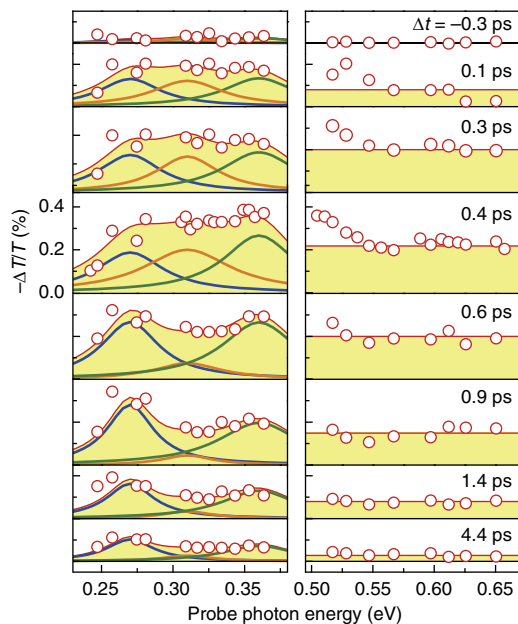 Δt = −0.3 ps
0.1 ps
0.3 ps
0.4 ps
0.6 ps
0.9 ps
1.4 ps
4.4 ps
−ΔT/T (%)
0.4
0.2
0.0
0.25 0.30 0.35 0.50 0.55 0.60 0.65
Probe photon energy (eV)